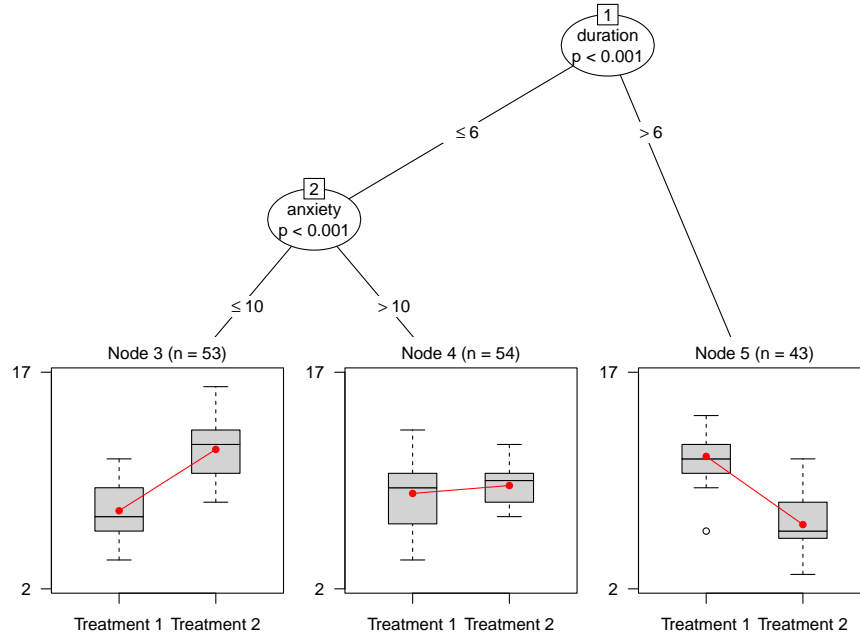 1
duration
p < 0.001
≤ 6
> 6
2
anxiety
p < 0.001
≤ 10
> 10
Node 3 (n = 53)
17
2
Treatment 1 Treatment 2
Node 4 (n = 54)
17
2
Treatment 1 Treatment 2
Node 5 (n = 43)
17
2
Treatment 1 Treatment 2